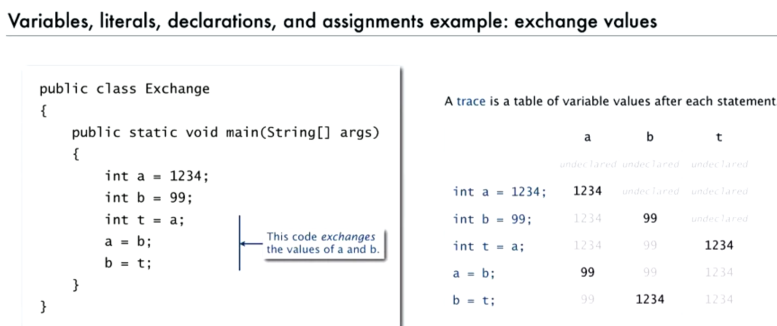 Variables, literals, declarations, and assignments example: exchange values
public class Exchange
{
public static void main(String[] args)
{
int a = 1234;
int b = 99;
int t = a;
a = b;
b = t;
}
}
This code exchanges
the values of a and b.
A trace is a table of variable values after each statement
a b t
undeclared undeclared undeclared
int a = 1234; 1234 undeclared undeclared
int b = 99; 1234 99 undeclared
int t = a; 1234 99 1234
a = b; 99 99 1234
b = t; 99 1234 1234